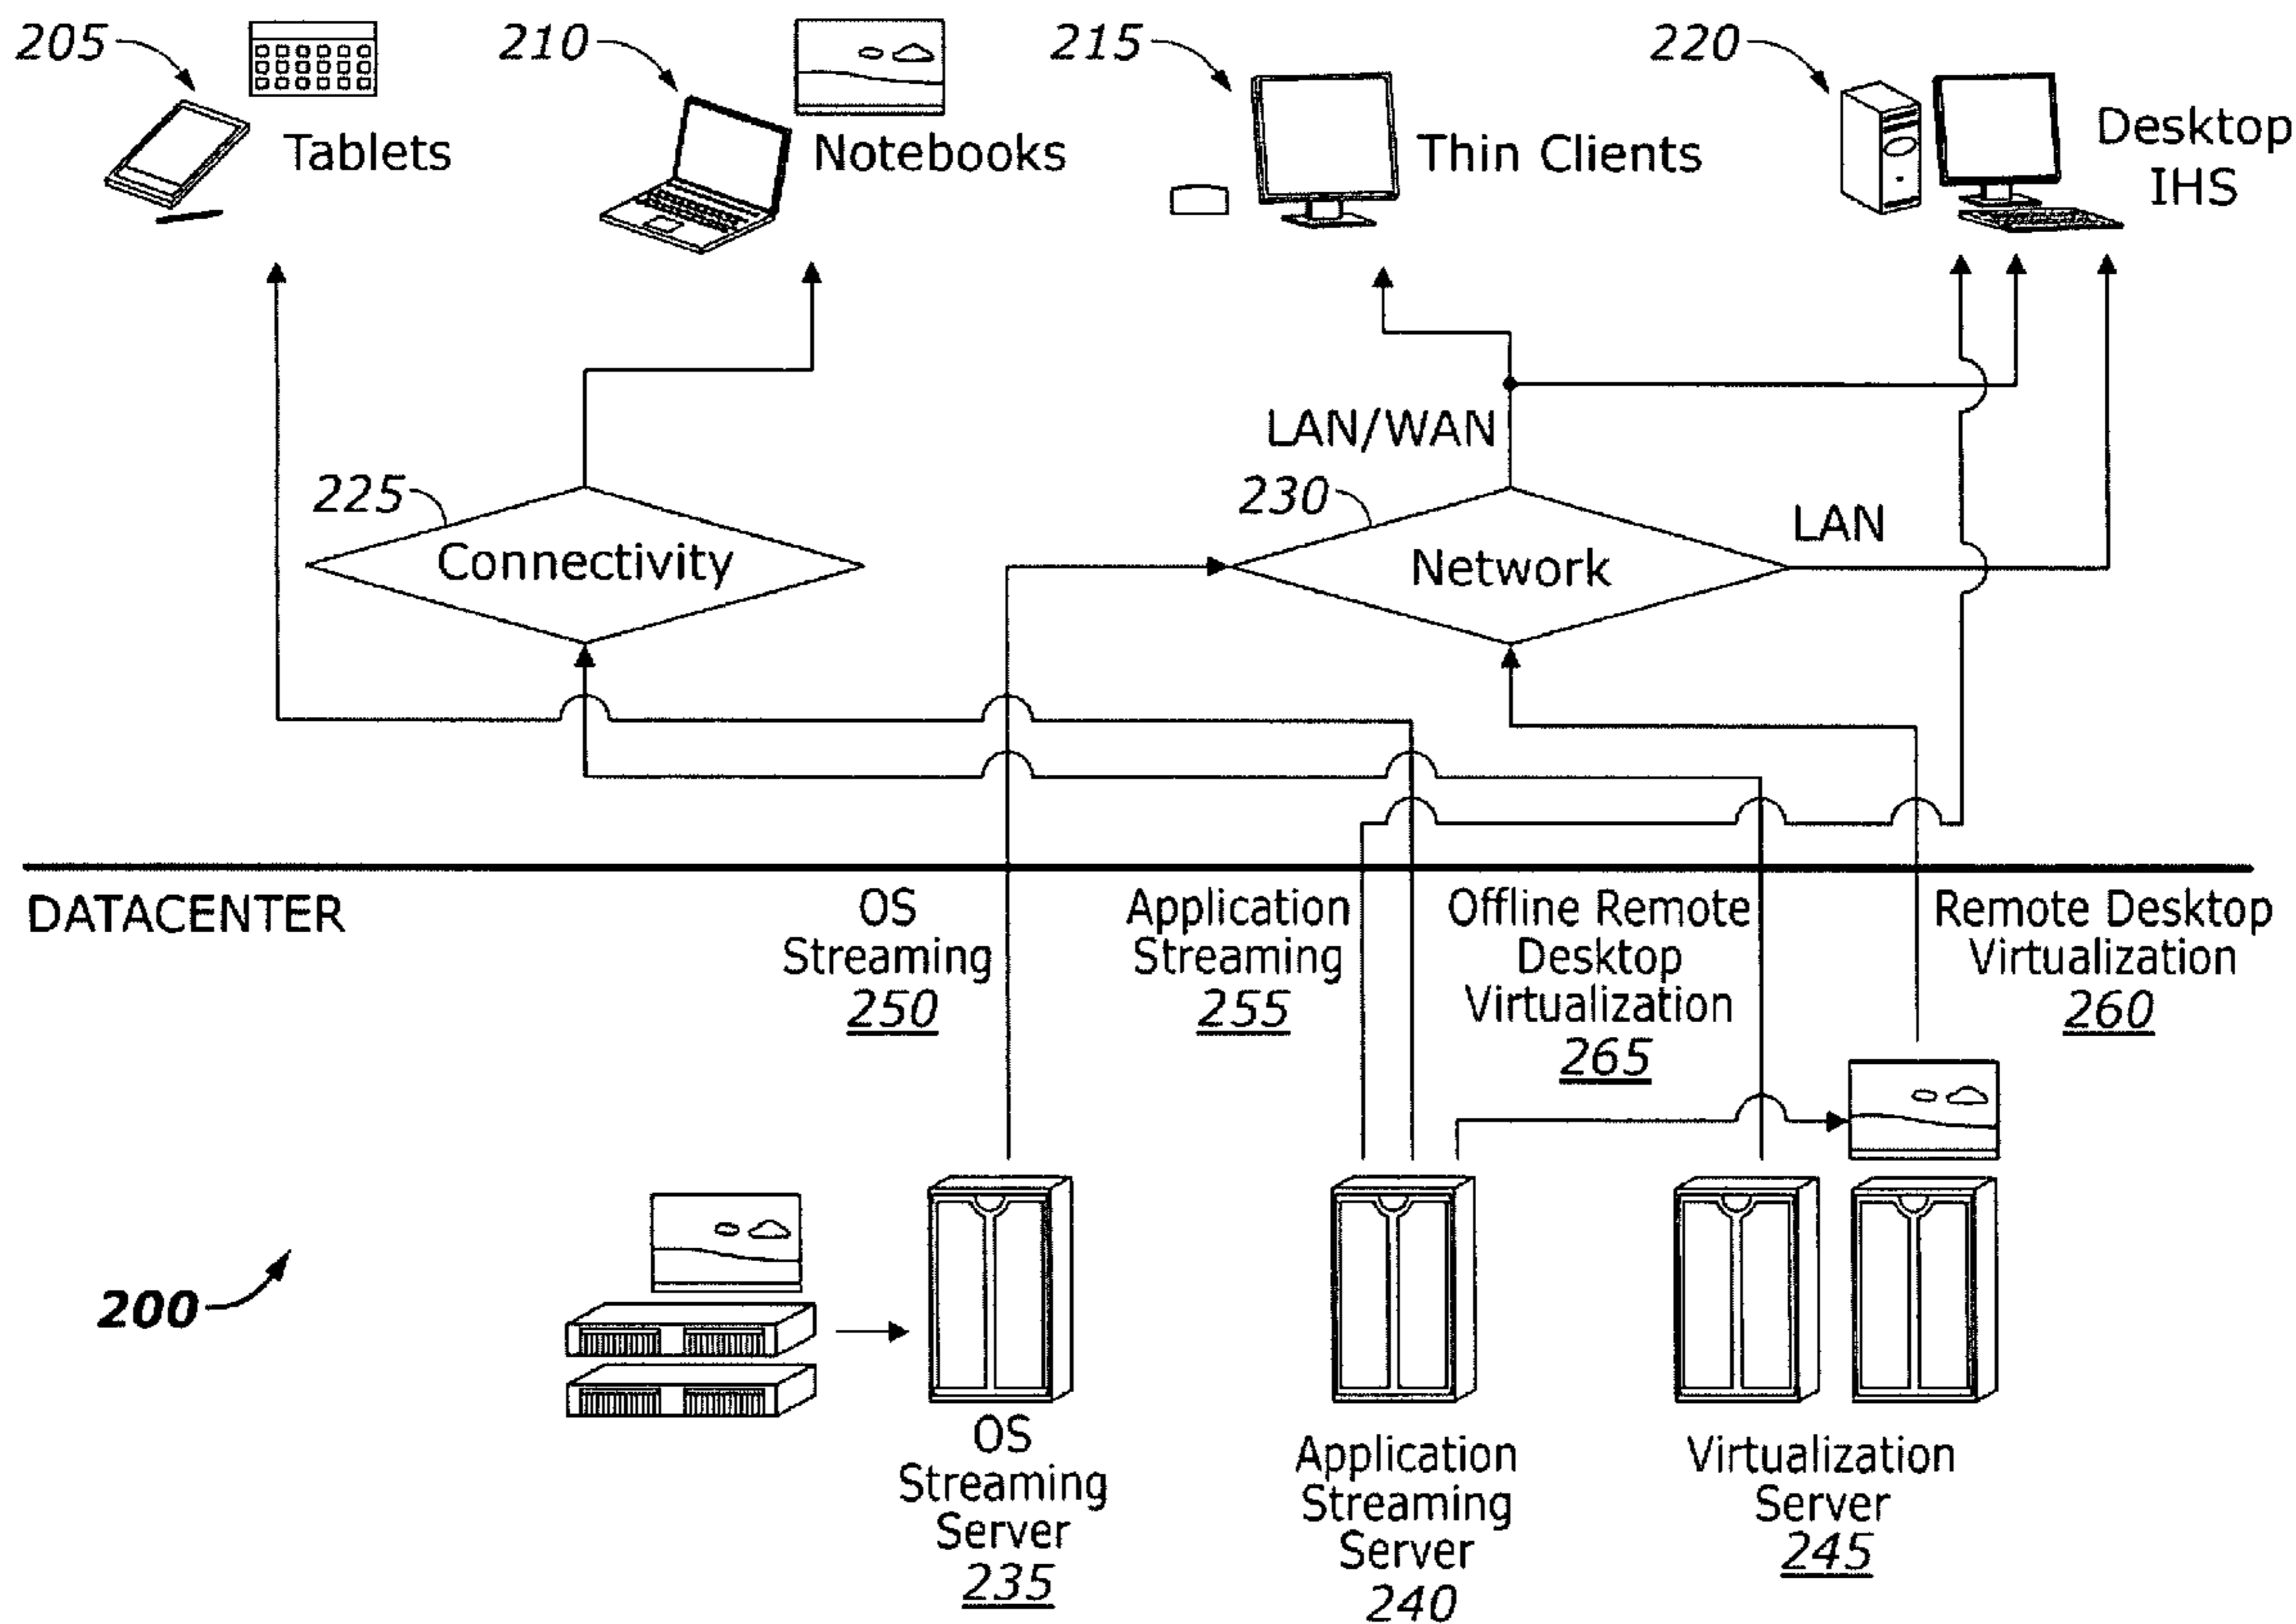 205
210
215
220
Tablets
Notebooks
Thin Clients
Desktop
IHS
LAN/WAN
225
230
LAN
Connectivity
Network
DATACENTER
OS
Streaming
250
Application
Streaming
255
Offline Remote
Desktop
Virtualization
265
Remote Desktop
Virtualization
260
200
OS
Streaming
Server
235
Application
Streaming
Server
240
Virtualization
Server
245